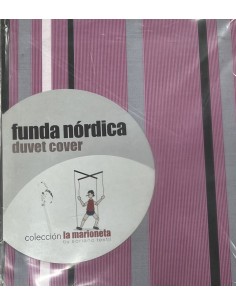 funda nórdica
duvet cover
colección la marioneta